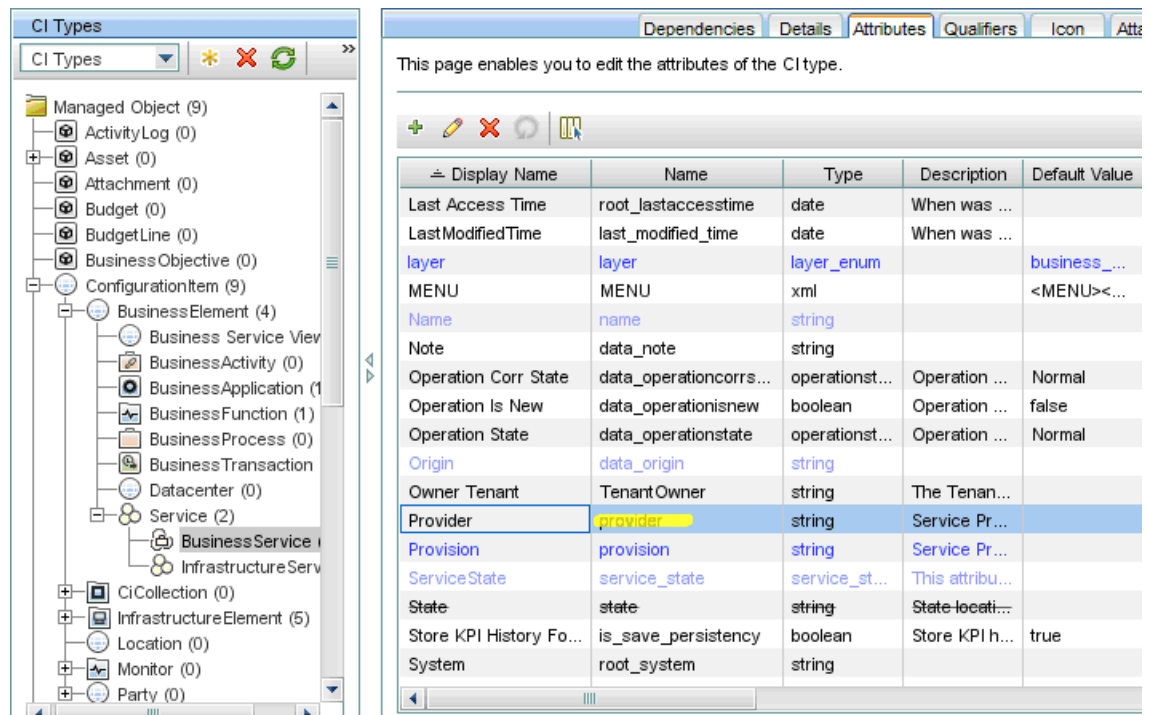 CI Types
CI Types
»
Managed Object (9)
ActivityLog (0)
Asset (0)
Attachment (0)
Budget (0)
BudgetLine (0)
BusinessObjective (0)
ConfigurationItem (9)
BusinessElement (4)
Business Service View
BusinessActivity (0)
BusinessApplication (1
BusinessFunction (1)
BusinessProcess (0)
BusinessTransaction
Datacenter (0)
Service (2)
BusinessService (
InfrastructureServ
CiCollection (0)
InfrastructureElement (5)
Location (0)
Monitor (0)
Party (0)
Dependencies Details Attributes Qualifiers Icon Atta
This page enables you to edit the attributes of the CI type.
Display Name Name Type Description Default Value
Last Access Time root_lastaccesstime date When was ...
LastModifiedTime last_modified_time date When was ...
layer layer layer_enum business_...
MENU MENU xml <MENU><...
Name name string
Note data_note string
Operation Corr State data_operationcorrs... operationst... Operation ... Normal
Operation Is New data_operationisnew boolean Operation ... false
Operation State data_operationstate operationst... Operation ... Normal
Origin data_origin string
Owner Tenant TenantOwner string The Tenan...
Provider provider string Service Pr...
Provision provision string Service Pr...
ServiceState service_state service_st... This attribu...
State state string State locati...
Store KPI History Fo... is_save_persistency boolean Store KPI h... true
System root_system string